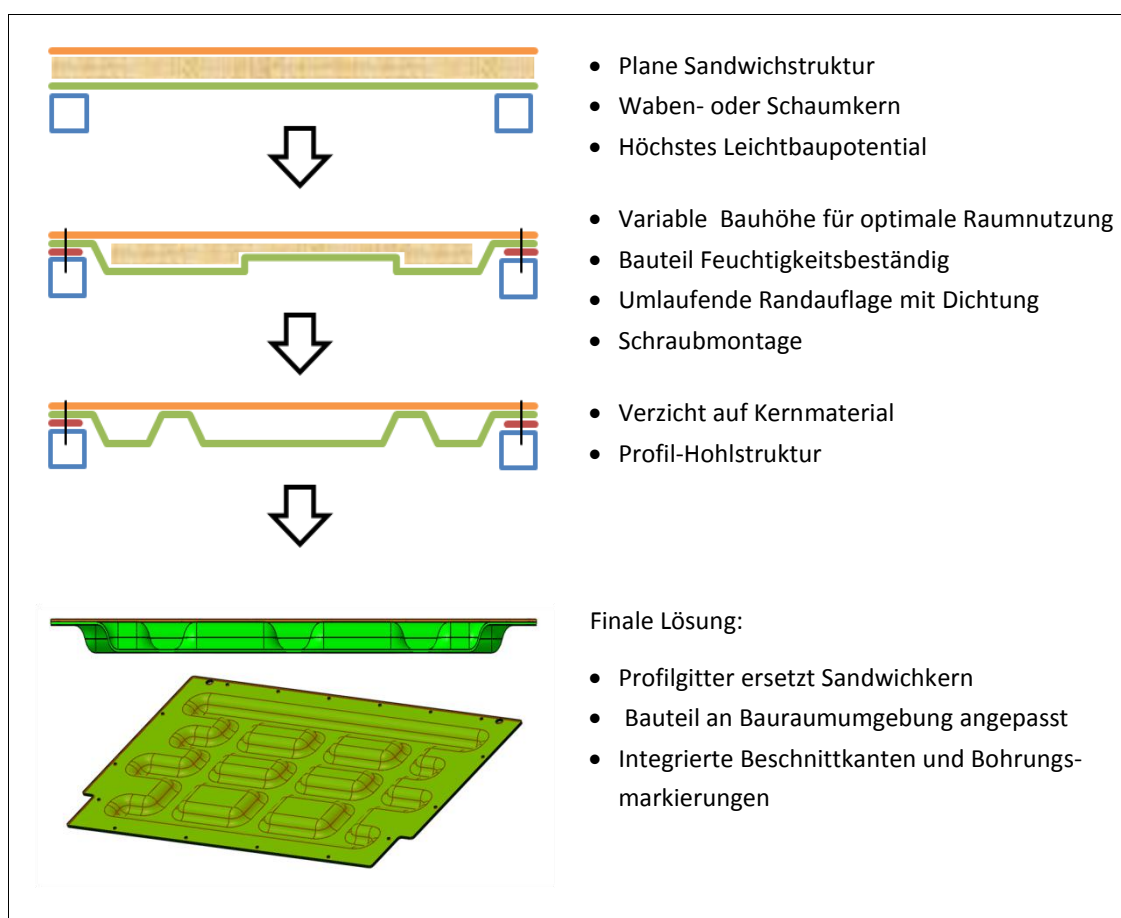 • Plane Sandwichstruktur
• Waben- oder Schaumkern
• Höchstes Leichtbaupotential
• Variable  Bauhöhe für optimale Raumnutzung
• Bauteil Feuchtigkeitsbeständig
• Umlaufende Randauflage mit Dichtung
• Schraubmontage
• Verzicht auf Kernmaterial
• Profil-Hohlstruktur
Finale Lösung:
• Profilgitter ersetzt Sandwichkern
•  Bauteil an Bauraumumgebung angepasst
• Integrierte Beschnittkanten und Bohrungs-
markierungen